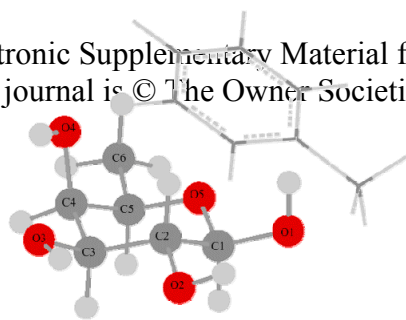 tronic Supplementary Material f
journal is © The Owner Societi
O4
C6
C4
C5
O5
O3
C3
C2
C1
O1
O2